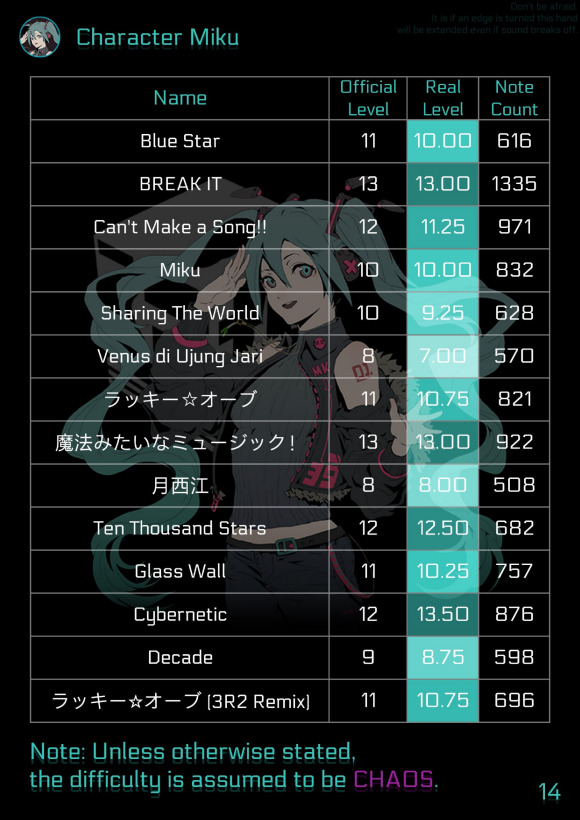 Don't be afraid.
It is if an edge is turned this hand
will be extended even if sound breaks off.
Character Miku
Name Official Level Real Level Note Count
Blue Star 11 10.00 616
BREAK IT 13 13.00 1335
Can't Make a Song!! 12 11.25 971
Miku 10 10.00 832
Sharing The World 10 9.25 628
Venus di Ujung Jari 8 7.00 570
ラッキー☆オーブ 11 10.75 821
魔法みたいなミュージック! 13 13.00 922
月西江 8 8.00 508
Ten Thousand Stars 12 12.50 682
Glass Wall 11 10.25 757
Cybernetic 12 13.50 876
Decade 9 8.75 598
ラッキー☆オーブ (3R2 Remix) 11 10.75 696
Note: Unless otherwise stated,
the difficulty is assumed to be CHAOS.
14